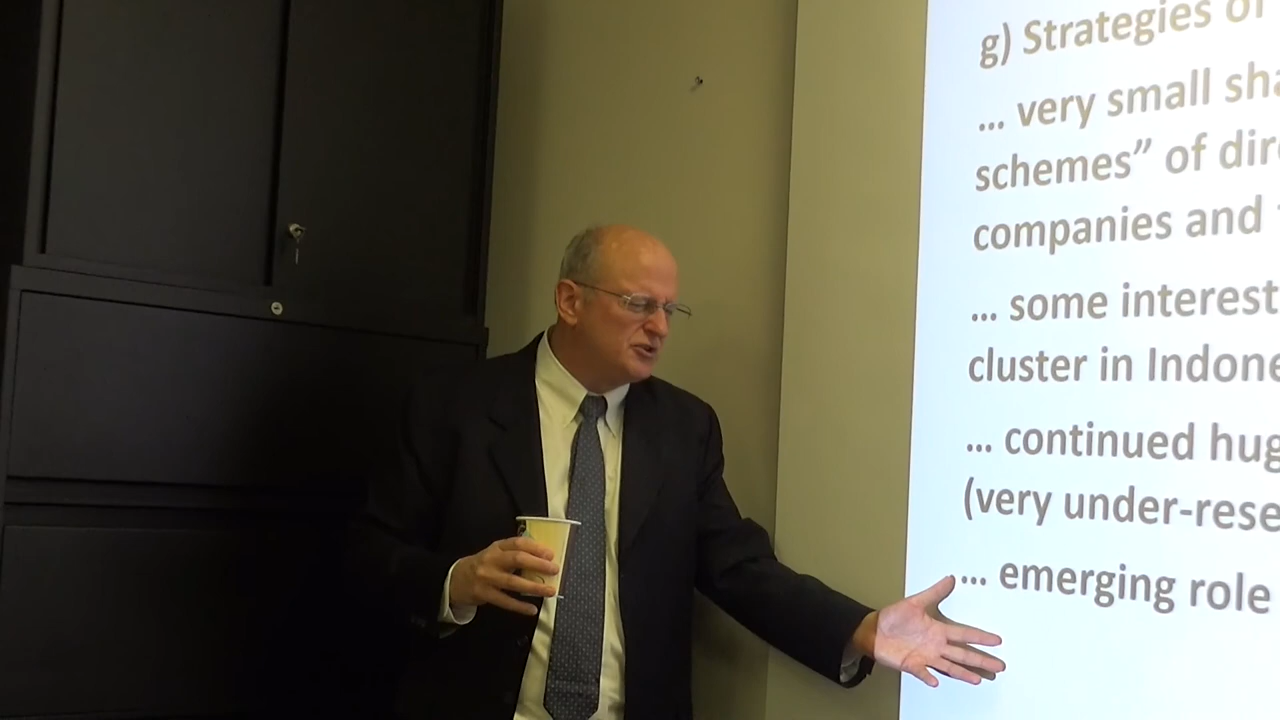 g) Strategies of
... very small sha
schemes” of dire
companies and
... some interest
cluster in Indone
... continued hug
(very under-rese
... emerging role